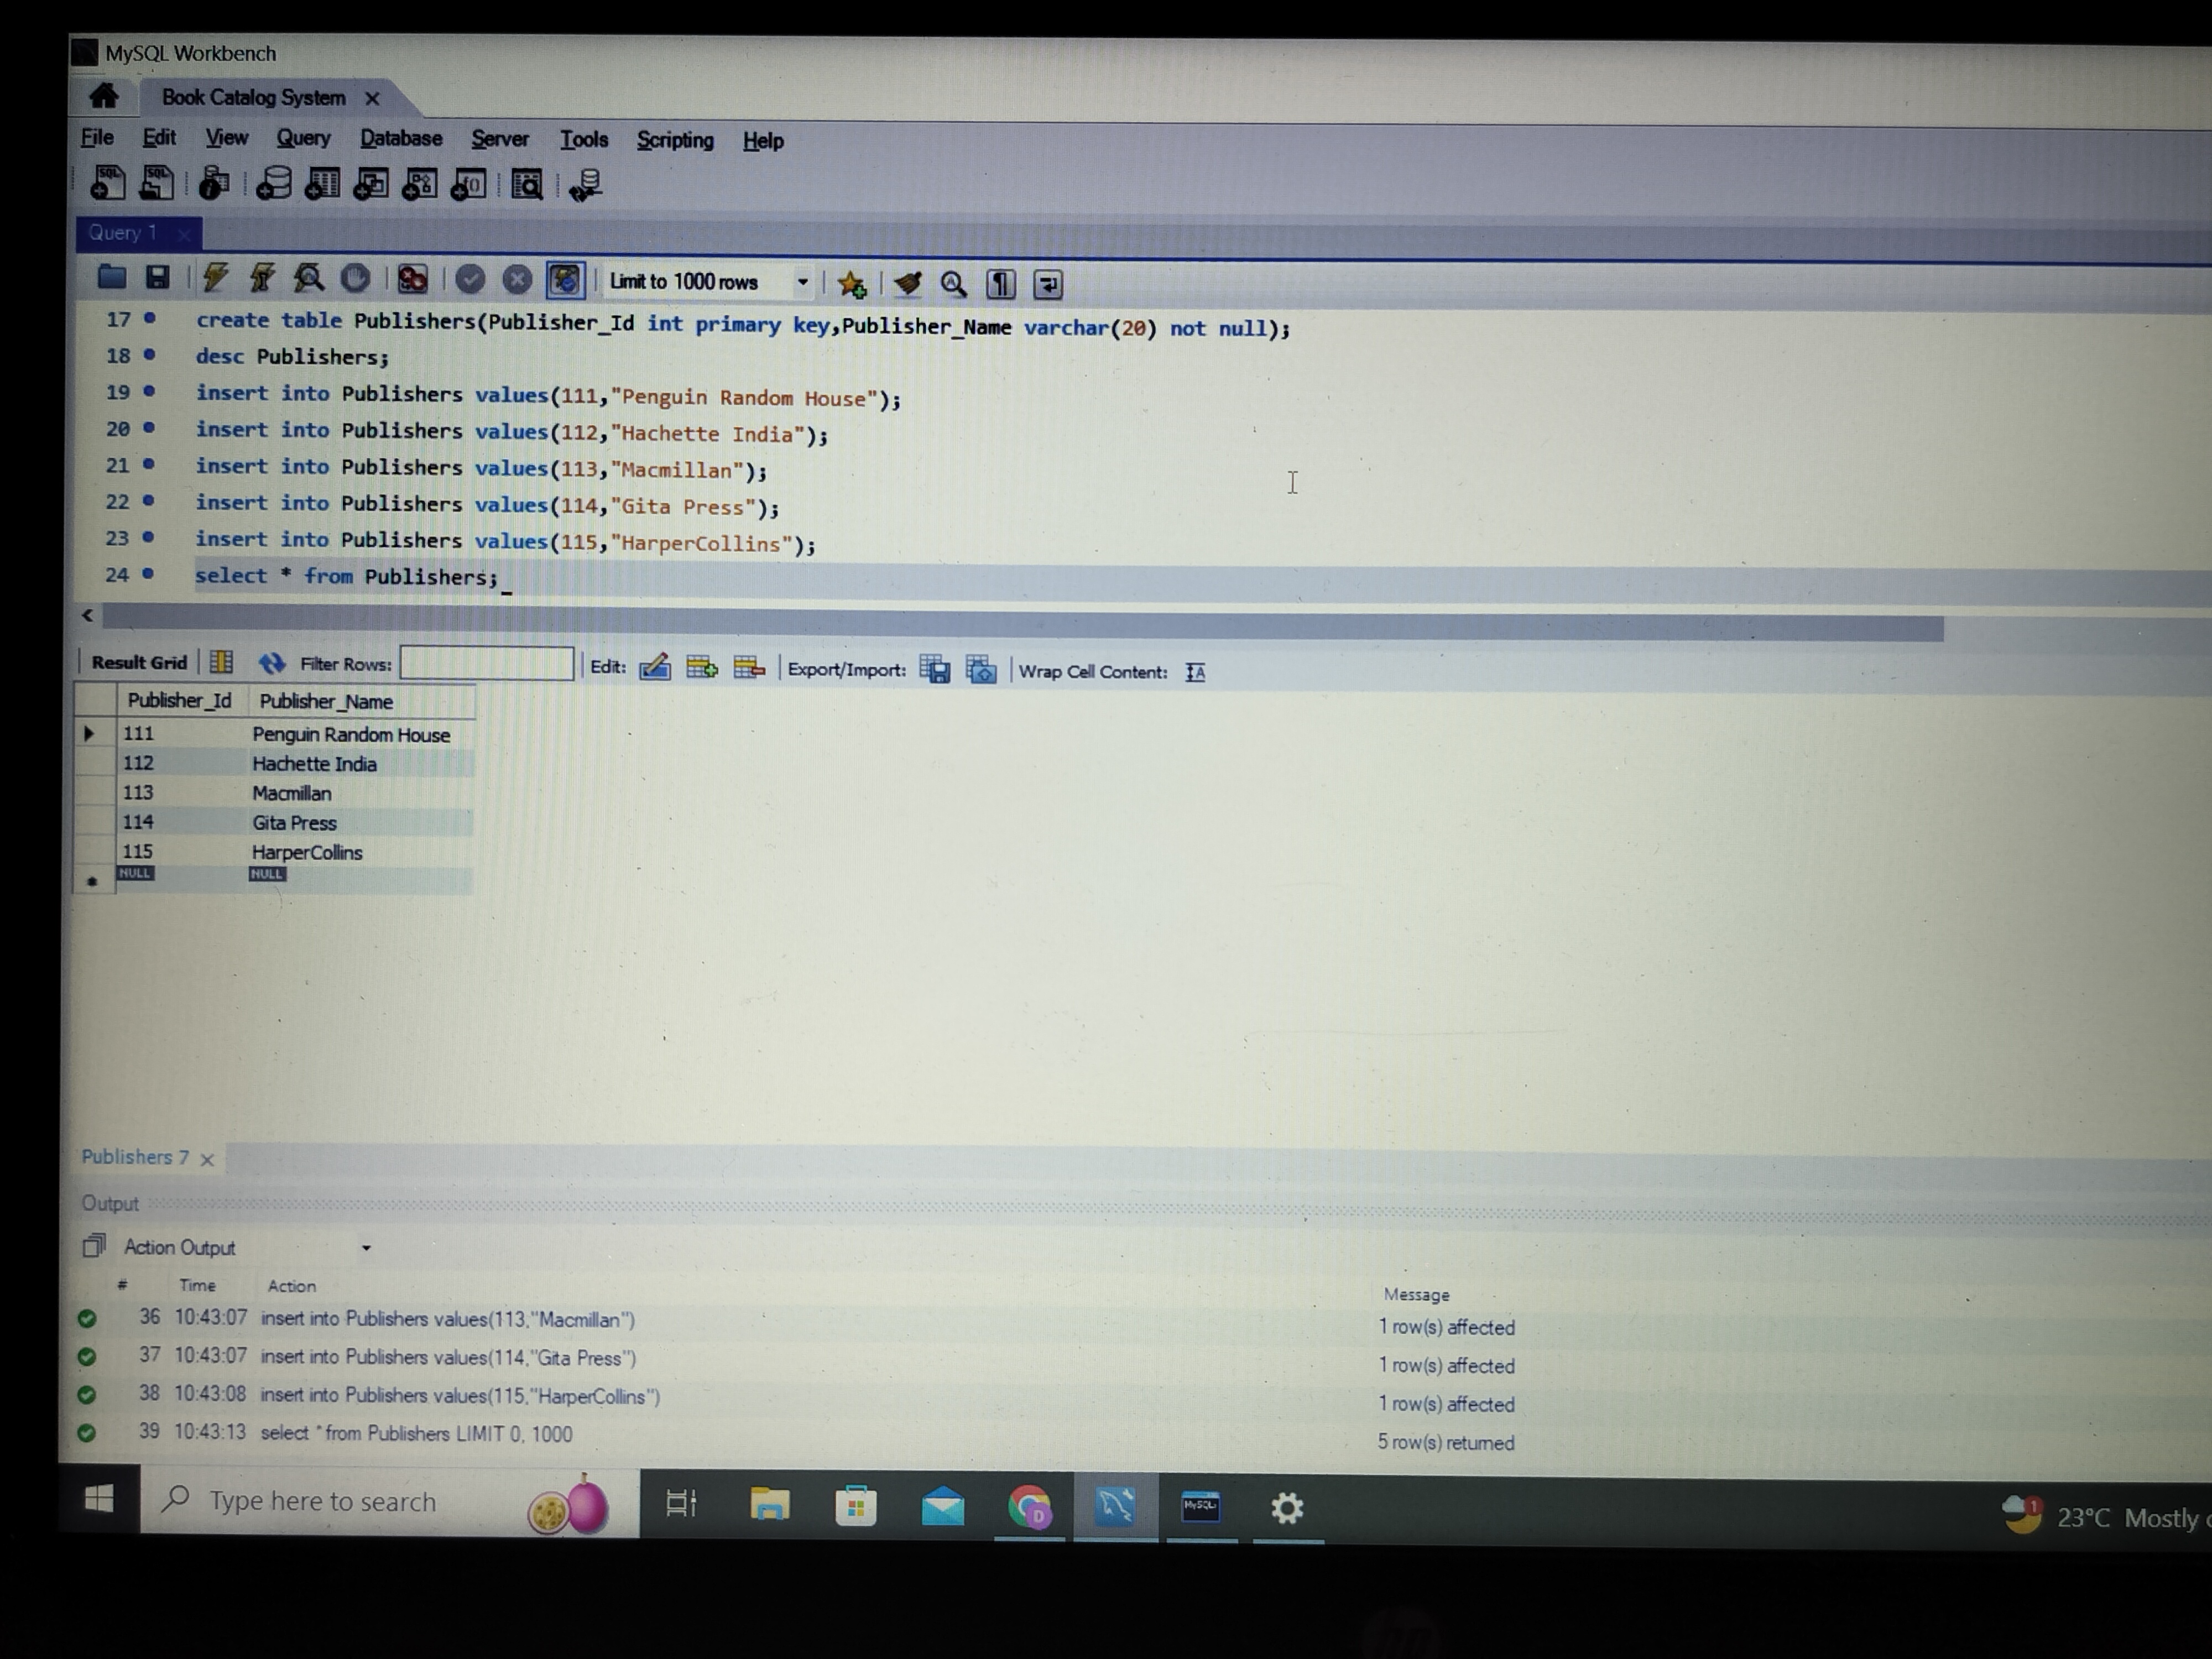 MySQL Workbench
Book Catalog System
File Edit View Query Database Server Tools Scripting Help
Query 1
Limit to 1000 rows
17 create table Publishers(Publisher_Id int primary key,Publisher_Name varchar(20) not null);
18 desc Publishers;
19 insert into Publishers values(111,"Penguin Random House");
20 insert into Publishers values(112,"Hachette India");
21 insert into Publishers values(113,"Macmillan");
22 insert into Publishers values(114,"Gita Press");
23 insert into Publishers values(115,"HarperCollins");
24 select * from Publishers;
Result Grid Filter Rows: Edit: Export/Import: Wrap Cell Content:
Publisher_Id Publisher_Name
111 Penguin Random House
112 Hachette India
113 Macmillan
114 Gita Press
115 HarperCollins
NULL NULL
Publishers 7
Output
Action Output
# Time Action Message
36 10:43:07 insert into Publishers values(113,"Macmillan") 1 row(s) affected
37 10:43:07 insert into Publishers values(114,"Gita Press") 1 row(s) affected
38 10:43:08 insert into Publishers values(115,"HarperCollins") 1 row(s) affected
39 10:43:13 select * from Publishers LIMIT 0, 1000 5 row(s) returned
Type here to search
D
MySQL
1
23°C Mostly